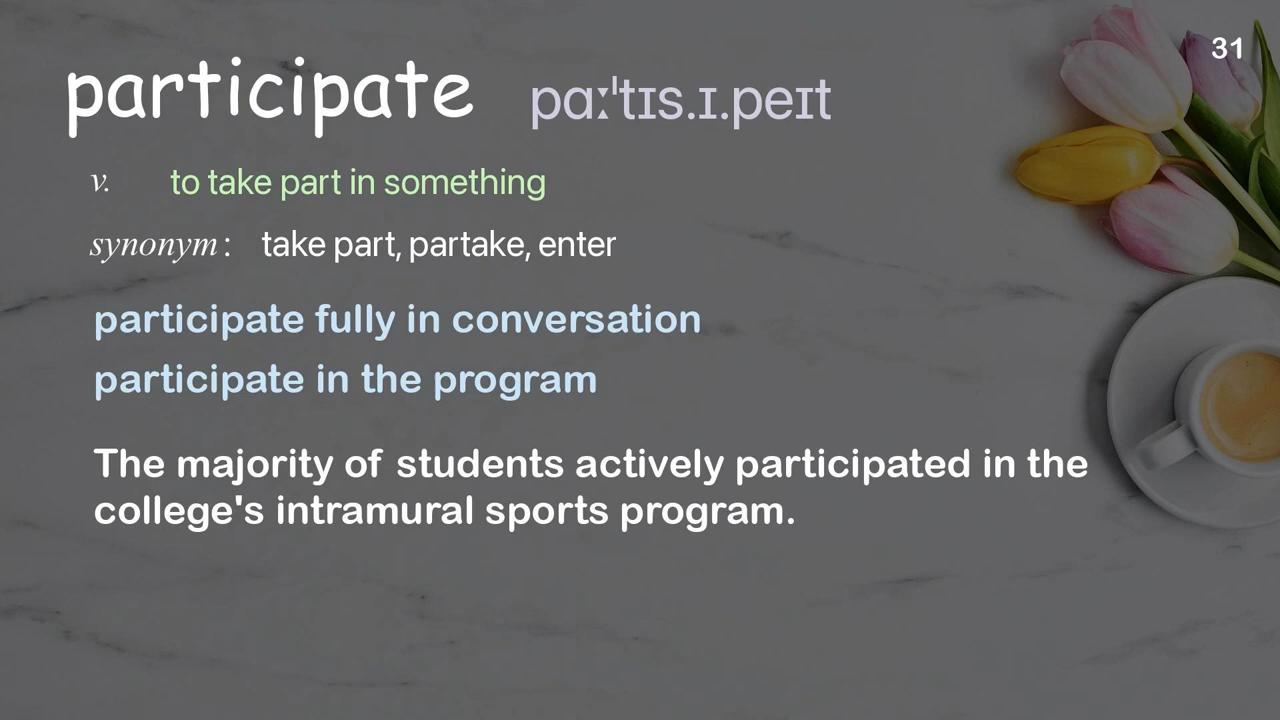 31
participate pɑːˈtɪs.ɪ.peɪt
v. to take part in something
synonym : take part, partake, enter
participate fully in conversation
participate in the program
The majority of students actively participated in the
college's intramural sports program.